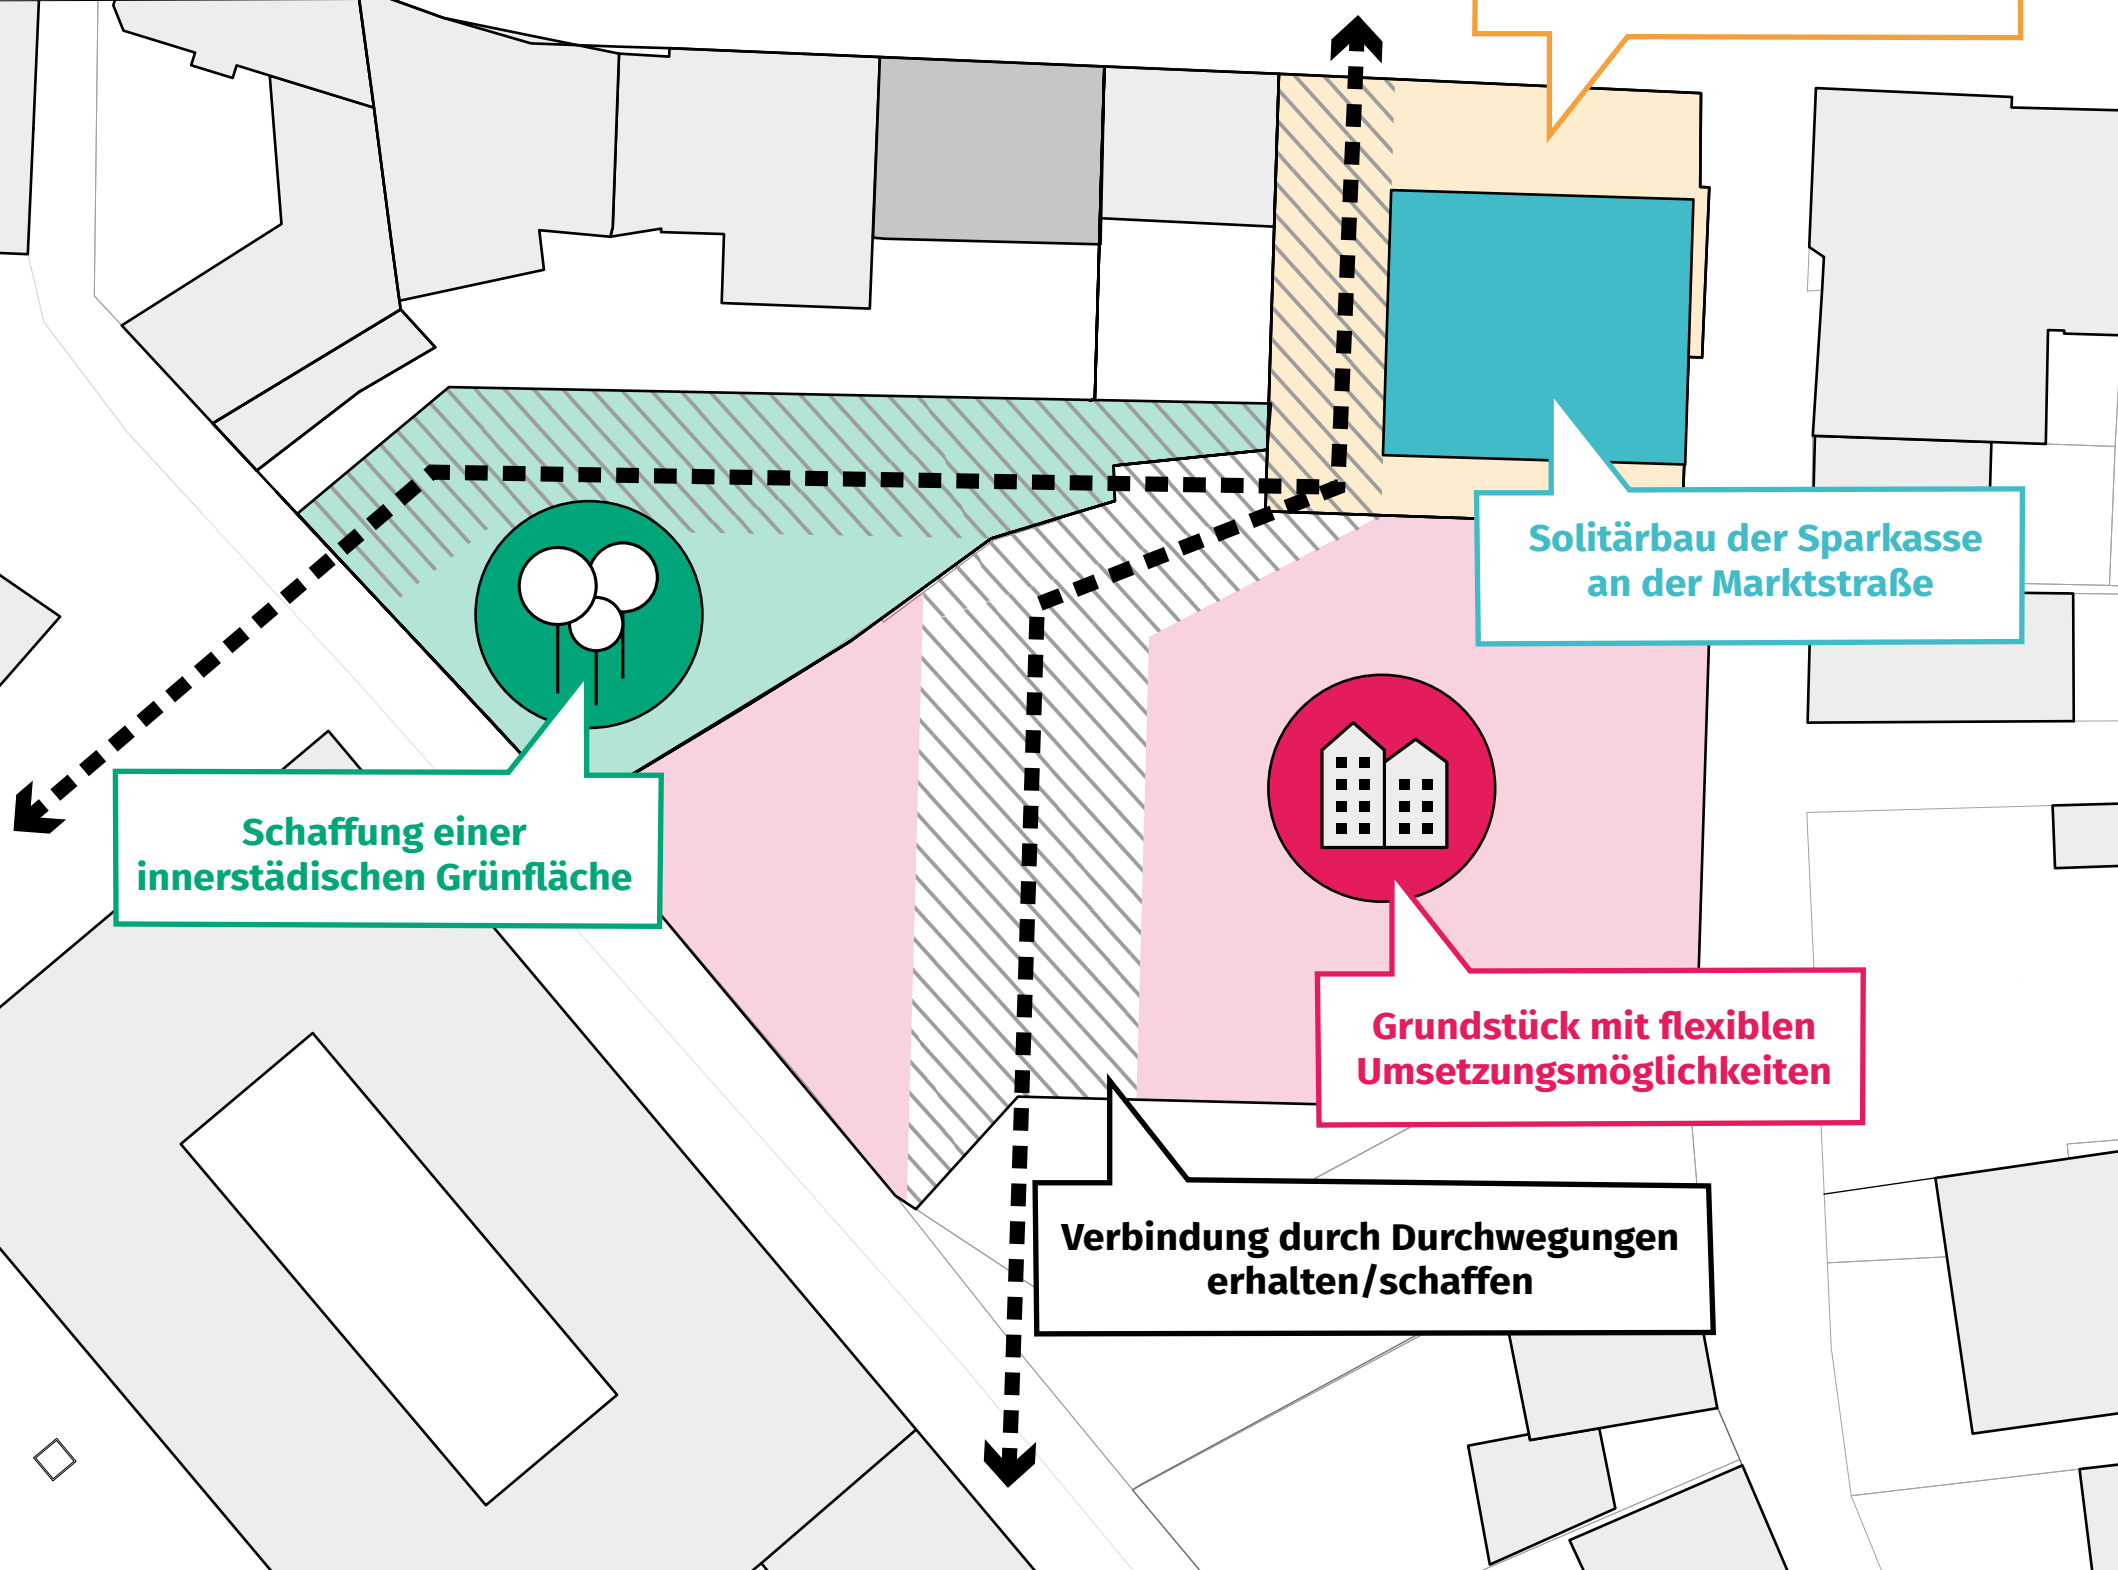 Solitärbau der Sparkasse
an der Marktstraße
Schaffung einer
innerstädischen Grünfläche
Grundstück mit flexiblen
Umsetzungsmöglichkeiten
Verbindung durch Durchwegungen
erhalten/schaffen